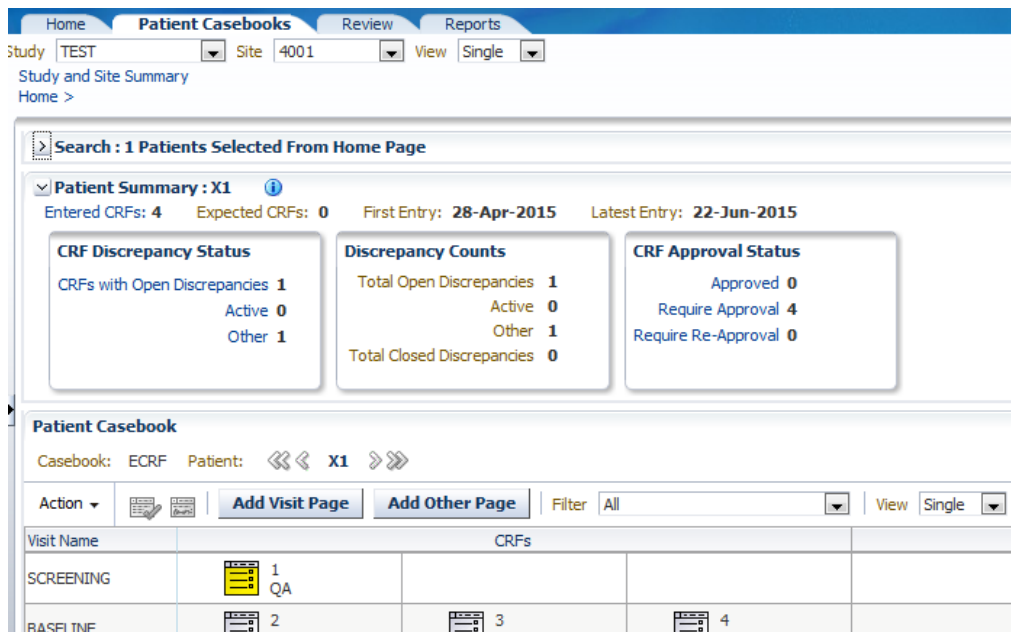 Home Patient Casebooks Review Reports
Study TEST Site 4001 View Single
Study and Site Summary
Home >
Search : 1 Patients Selected From Home Page
Patient Summary : X1
Entered CRFs: 4 Expected CRFs: 0 First Entry: 28-Apr-2015 Latest Entry: 22-Jun-2015
CRF Discrepancy Status
CRFs with Open Discrepancies 1
Active 0
Other 1
Discrepancy Counts
Total Open Discrepancies 1
Active 0
Other 1
Total Closed Discrepancies 0
CRF Approval Status
Approved 0
Require Approval 4
Require Re-Approval 0
Patient Casebook
Casebook: ECRF Patient: X1
Action Add Visit Page Add Other Page Filter All View Single
Visit Name CRFs
SCREENING 1
QA
BASELINE 2 3 4